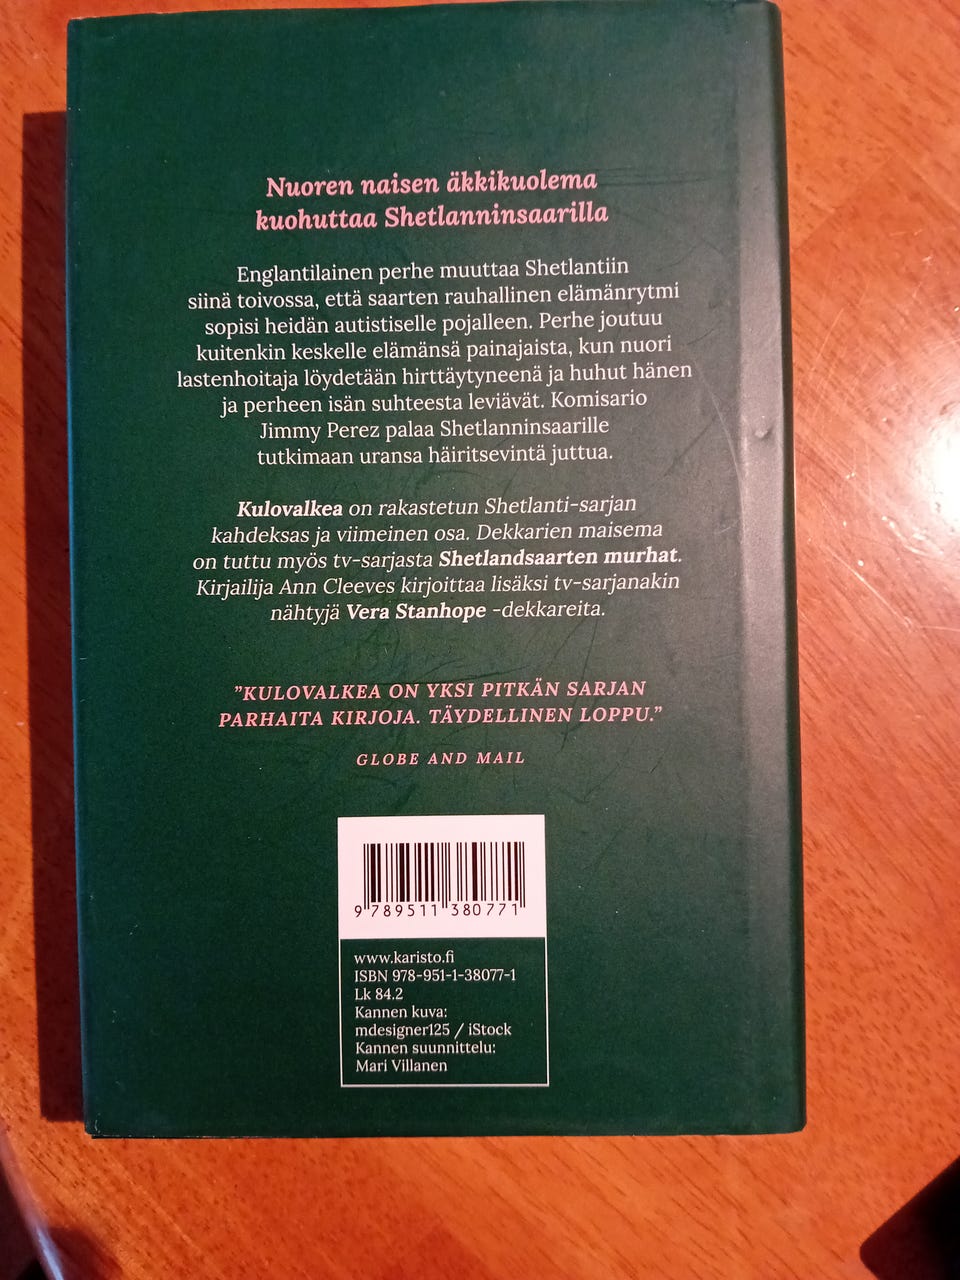 Nuoren naisen äkkikuolema
kuohuttaa Shetlanninsaarilla
Englantilainen perhe muuttaa Shetlantiin
siinä toivossa, että saarten rauhallinen elämänrytmi
sopisi heidän autistiselle pojalleen. Perhe joutuu
kuitenkin keskelle elämänsä painajaista, kun nuori
lastenhoitaja löydetään hirttäytyneenä ja huhut hänen
ja perheen isän suhteesta leviävät. Komisario
Jimmy Perez palaa Shetlanninsaarille
tutkimaan uransa häiritsevintä juttua.
Kulovalkea on rakastetun Shetlanti-sarjan
kahdeksas ja viimeinen osa. Dekkarien maisema
on tuttu myös tv-sarjasta Shetlandsaarten murhat.
Kirjailija Ann Cleeves kirjoittaa lisäksi tv-sarjanakin
nähtyjä Vera Stanhope -dekkareita.
”KULOVALKEA ON YKSI PITKÄN SARJAN
PARHAITA KIRJOJA. TÄYDELLINEN LOPPU.”
GLOBE AND MAIL
9 789511 380771
www.karisto.fi
ISBN 978-951-1-38077-1
Lk 84.2
Kannen kuva:
mdesigner125 / iStock
Kannen suunnittelu:
Mari Villanen